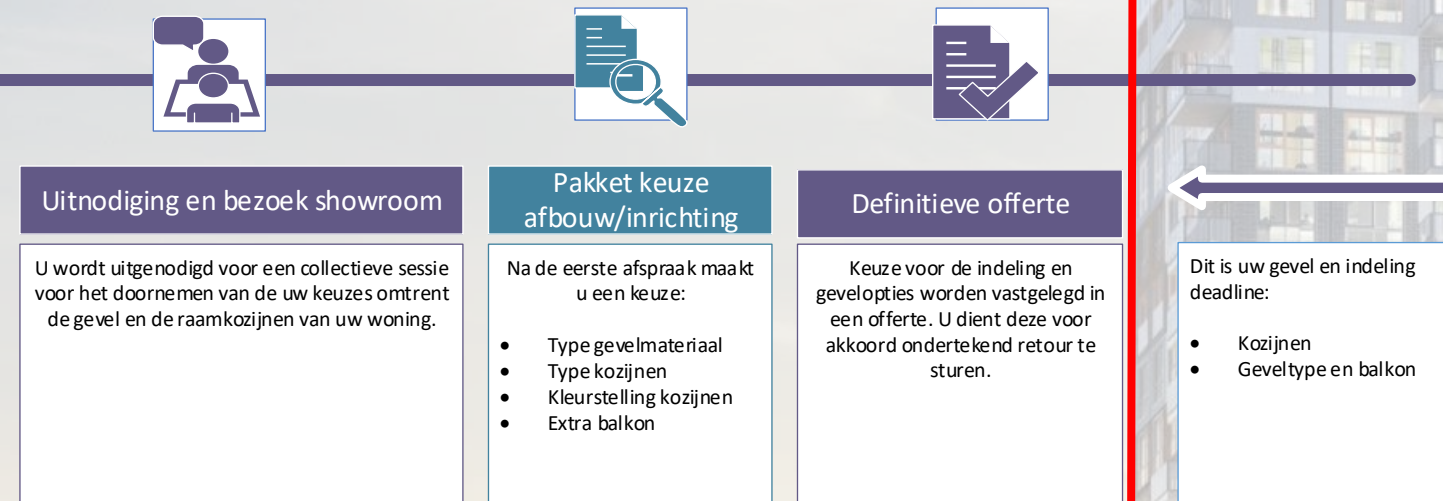 Uitnodiging en bezoek showroom
U wordt uitgenodigd voor een collectieve sessie
voor het doornemen van de uw keuzes omtrent
de gevel en de raamkozijnen van uw woning.
Pakket keuze
afbouw/inrichting
Na de eerste afspraak maakt
u een keuze:
• Type gevelmateriaal
• Type kozijnen
• Kleurstelling kozijnen
• Extra balkon
Definitieve offerte
Keuze voor de indeling en
gevelopties worden vastgelegd in
een offerte. U dient deze voor
akkoord ondertekend retour te
sturen.
Dit is uw gevel en indeling
deadline:
• Kozijnen
• Geveltype en balkon